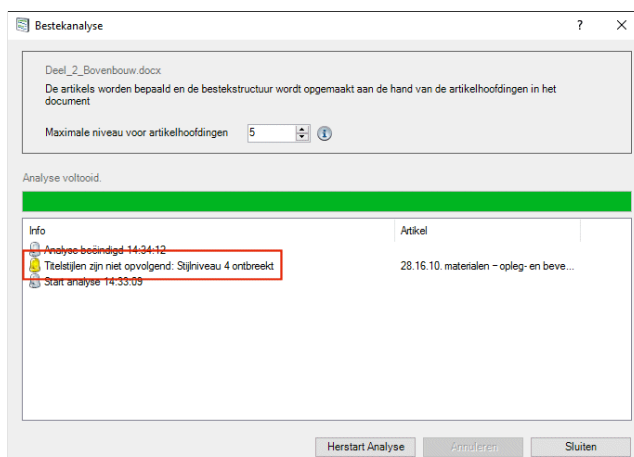 Bestekanalyse
Deel_2_Bovenbouw.docx
De artikels worden bepaald en de bestekstructuur wordt opgemaakt aan de hand van de artikelhoofdingen in het
document
Maximale niveau voor artikelhoofdingen 5
Analyse voltooid.
Info Artikel
Analyse beëindigd 14:34:12
Titelstijlen zijn niet opvolgend: Stijlniveau 4 ontbreekt 28.16.10. materialen – opleg- en beve...
Start analyse 14:33:09
Herstart Analyse Annuleren Sluiten